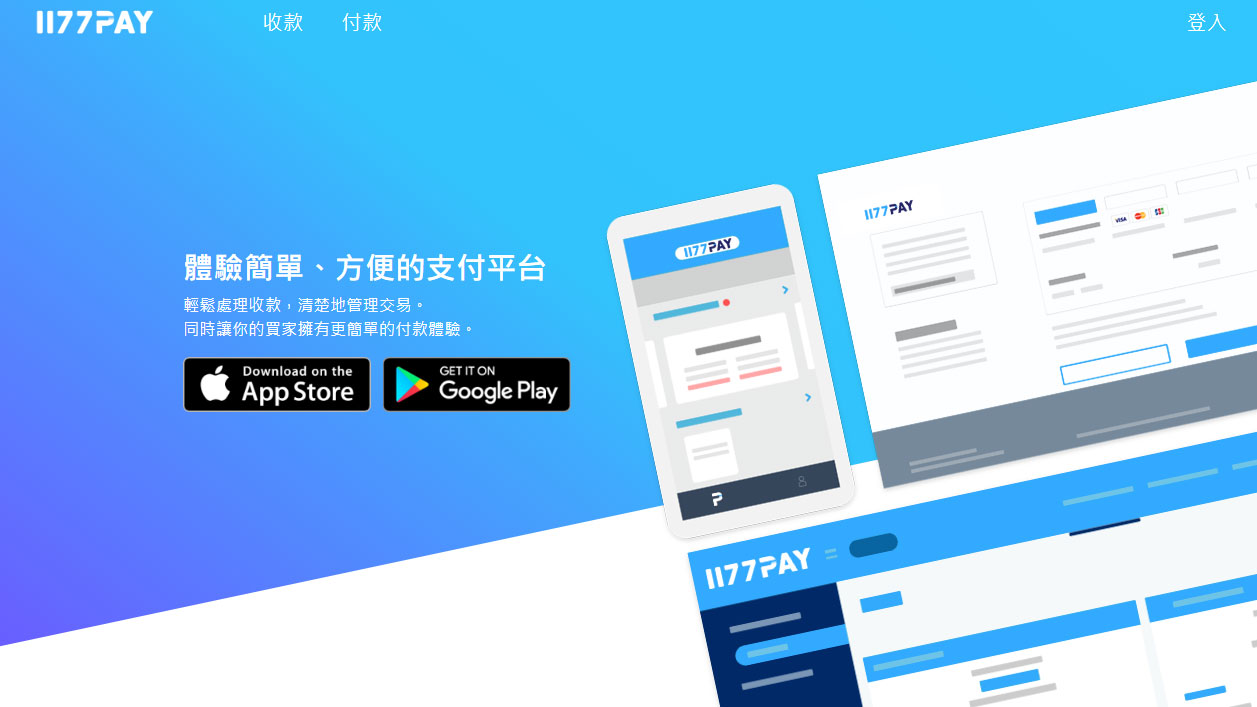 1177PAY
收款
付款
登入
體驗簡單、方便的支付平台
輕鬆處理收款，清楚地管理交易。
同時讓你的買家擁有更簡單的付款體驗。
Download on the
App Store
GET IT ON
Google Play
1177PAY
1177PAY
VISA
1177PAY